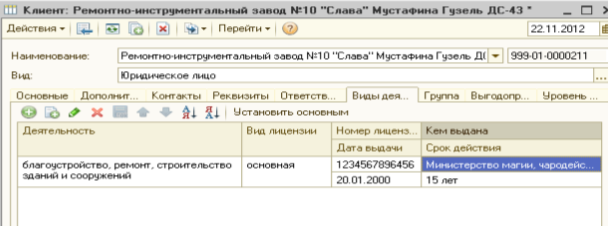 Клиент: Ремонтно-инструментальный завод №10 "Слава" Мустафина Гузель ДС-43 *
Действия Перейти
22.11.2012
Наименование: Ремонтно-инструментальный завод №10 "Слава" Мустафина Гузель Д( 999-01-0000211
Вид: Юридическое лицо
Основные Дополнит... Контакты Реквизиты Ответств... Виды дея... Группа Выгодопр... Уровень ...
Установить основным
Деятельность Вид лицензии Номер лиценз... Кем выдана
Дата выдачи Срок действия
благоустройство, ремонт, строительство основная 1234567896456 Министерство магии, чародейс...
зданий и сооружений 20.01.2000 15 лет